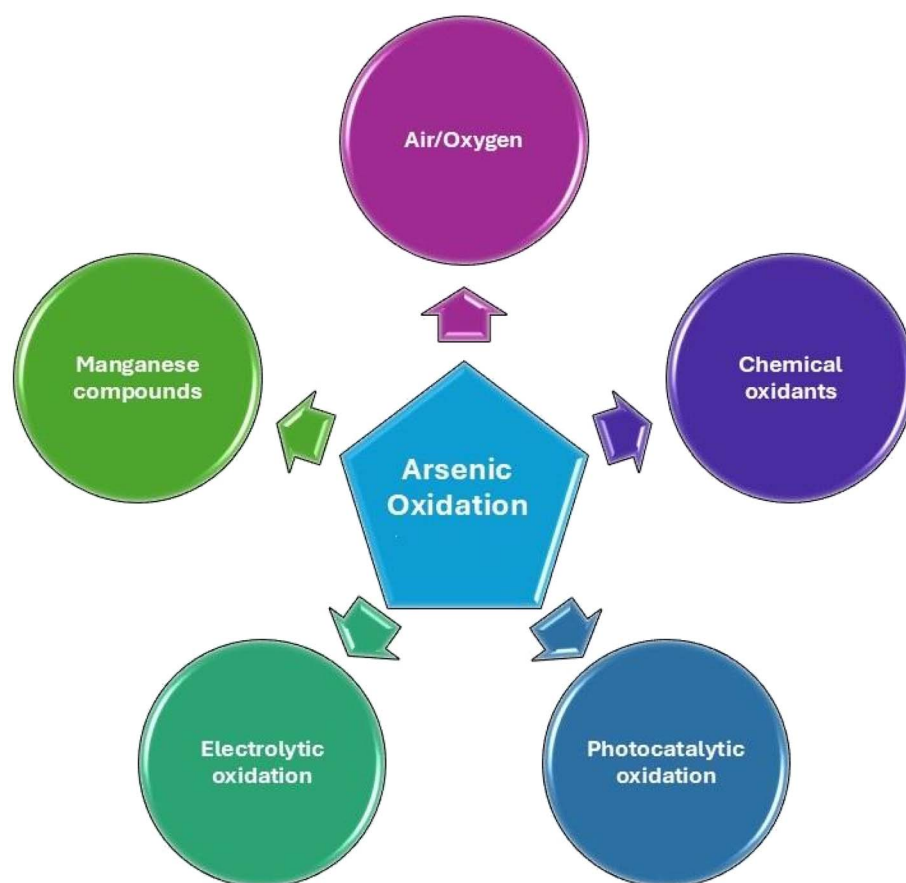 Air/Oxygen
Manganese
compounds
Chemical
oxidants
Arsenic
Oxidation
Electrolytic
oxidation
Photocatalytic
oxidation